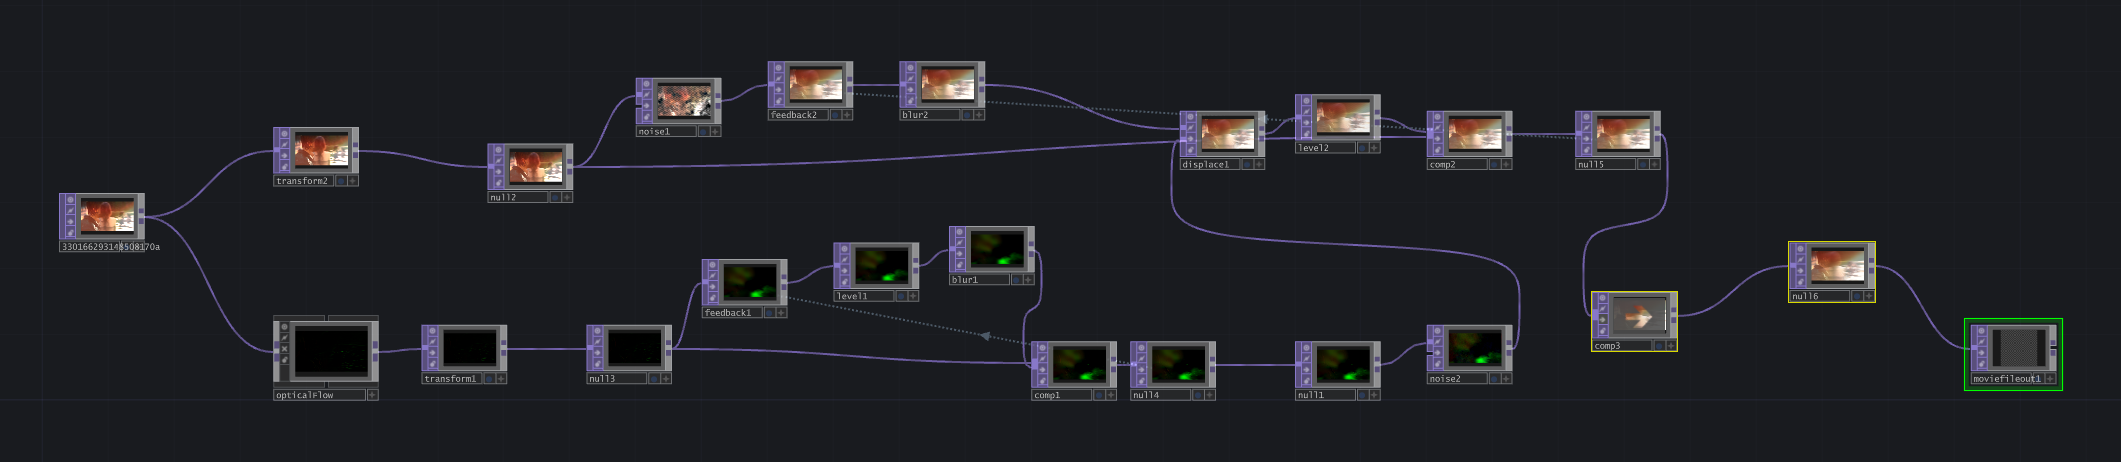 330166293148508170a
transform2
null2
noise1
feedback2
blur2
displace1
level2
comp2
null5
opticalFlow
transform1
null3
feedback1
level1
blur1
comp1
null4
null1
noise2
comp3
null6
moviefileout1